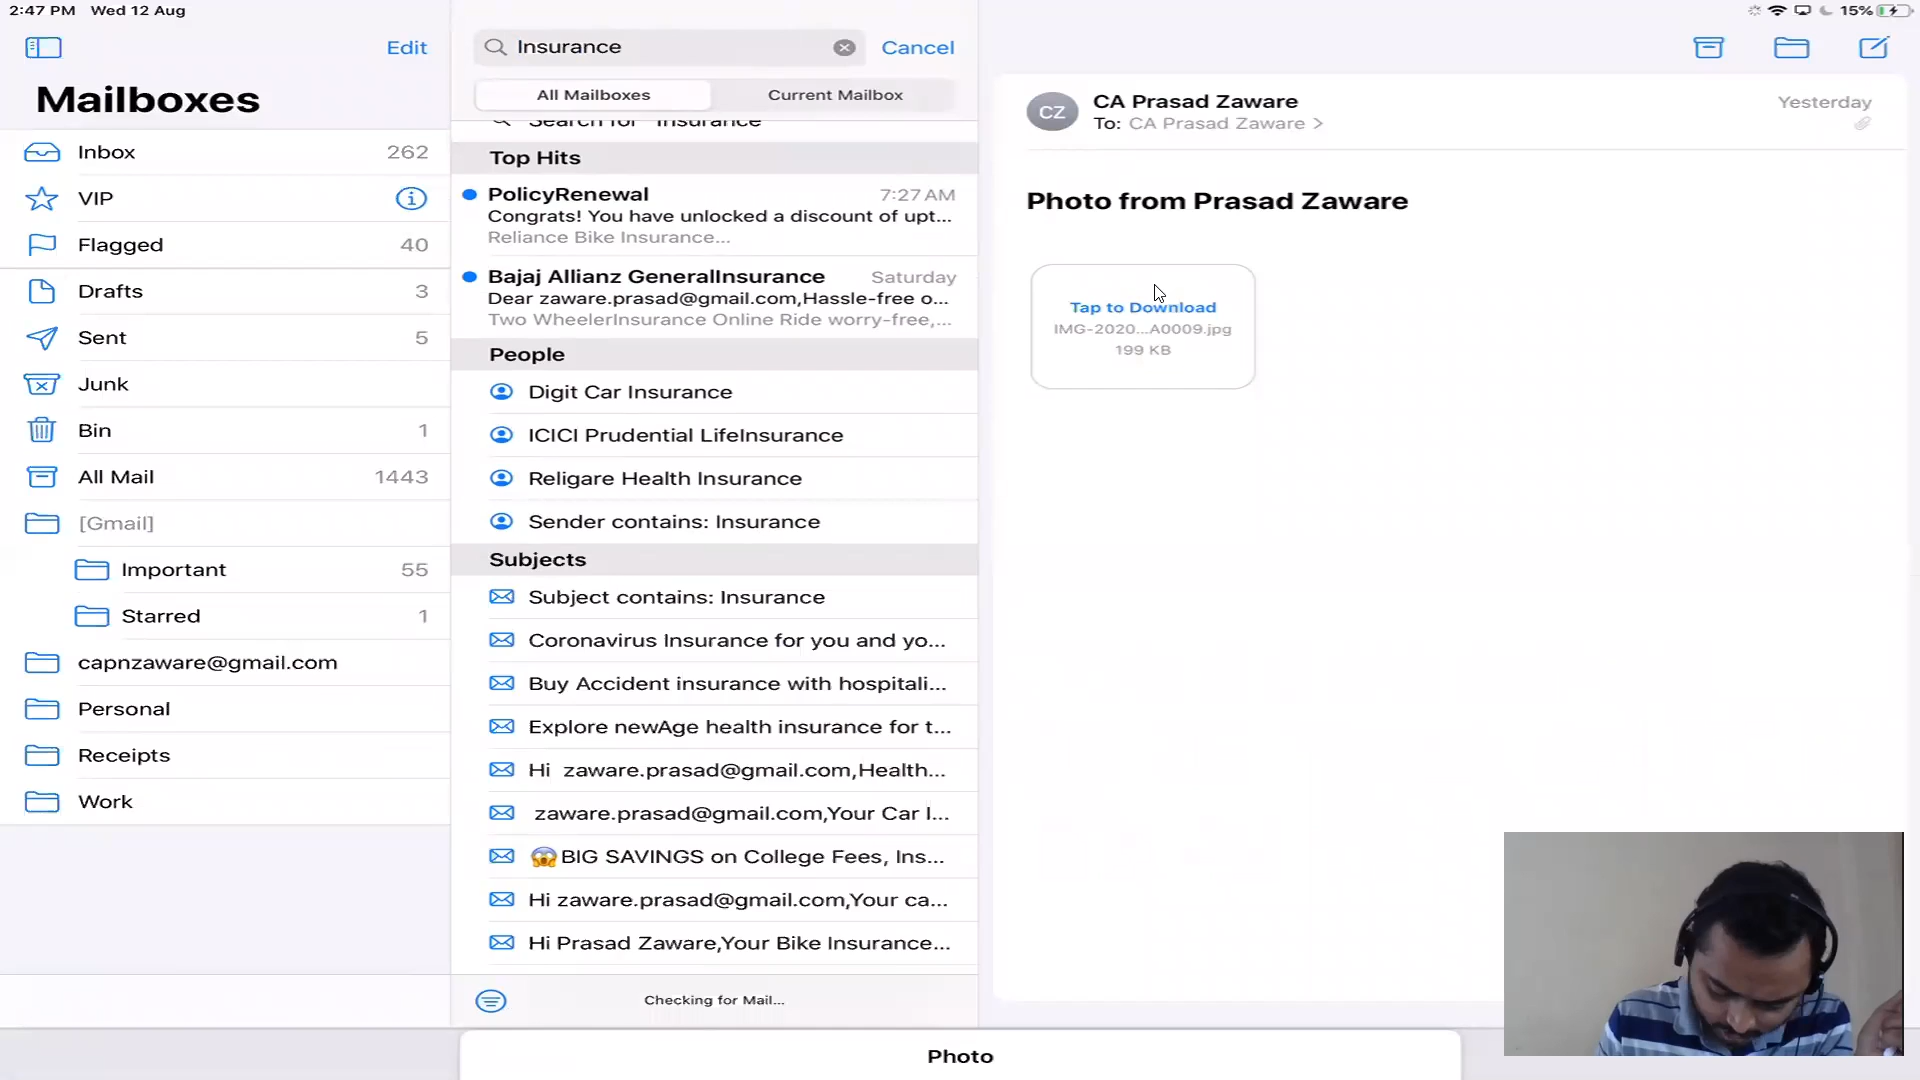 2:47 PM Wed 12 Aug
15%
Edit
Mailboxes
Inbox 262
VIP
Flagged 40
Drafts 3
Sent 5
Junk
Bin 1
All Mail 1443
[Gmail]
Important 55
Starred 1
capnzaware@gmail.com
Personal
Receipts
Work
Insurance
Cancel
All Mailboxes Current Mailbox
Search for "Insurance"
Top Hits
PolicyRenewal 7:27 AM
Congrats! You have unlocked a discount of upt...
Reliance Bike Insurance...
Bajaj Allianz GeneralInsurance Saturday
Dear zaware.prasad@gmail.com,Hassle-free o...
Two WheelerInsurance Online Ride worry-free,...
People
Digit Car Insurance
ICICI Prudential LifeInsurance
Religare Health Insurance
Sender contains: Insurance
Subjects
Subject contains: Insurance
Coronavirus Insurance for you and yo...
Buy Accident insurance with hospitali...
Explore newAge health insurance for t...
Hi zaware.prasad@gmail.com,Health...
zaware.prasad@gmail.com,Your Car I...
😱BIG SAVINGS on College Fees, Ins...
Hi zaware.prasad@gmail.com,Your ca...
Hi Prasad Zaware,Your Bike Insurance...
Checking for Mail...
CZ
CA Prasad Zaware Yesterday
To: CA Prasad Zaware >
Photo from Prasad Zaware
Tap to Download
IMG-2020...A0009.jpg
199 KB
Photo